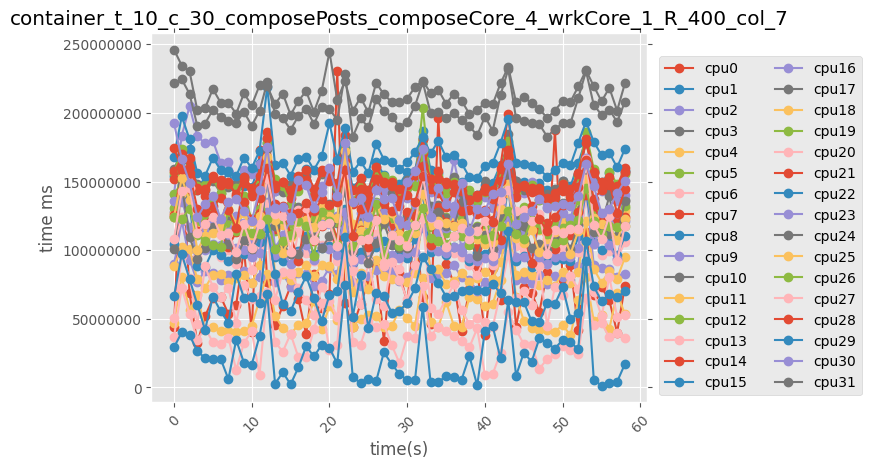 container_t_10_c_30_composePosts_composeCore_4_wrkCore_1_R_400_col_7
time ms
250000000
200000000
150000000
100000000
50000000
0
0
10
20
30
40
50
60
time(s)
cpu0
cpu1
cpu2
cpu3
cpu4
cpu5
cpu6
cpu7
cpu8
cpu9
cpu10
cpu11
cpu12
cpu13
cpu14
cpu15
cpu16
cpu17
cpu18
cpu19
cpu20
cpu21
cpu22
cpu23
cpu24
cpu25
cpu26
cpu27
cpu28
cpu29
cpu30
cpu31